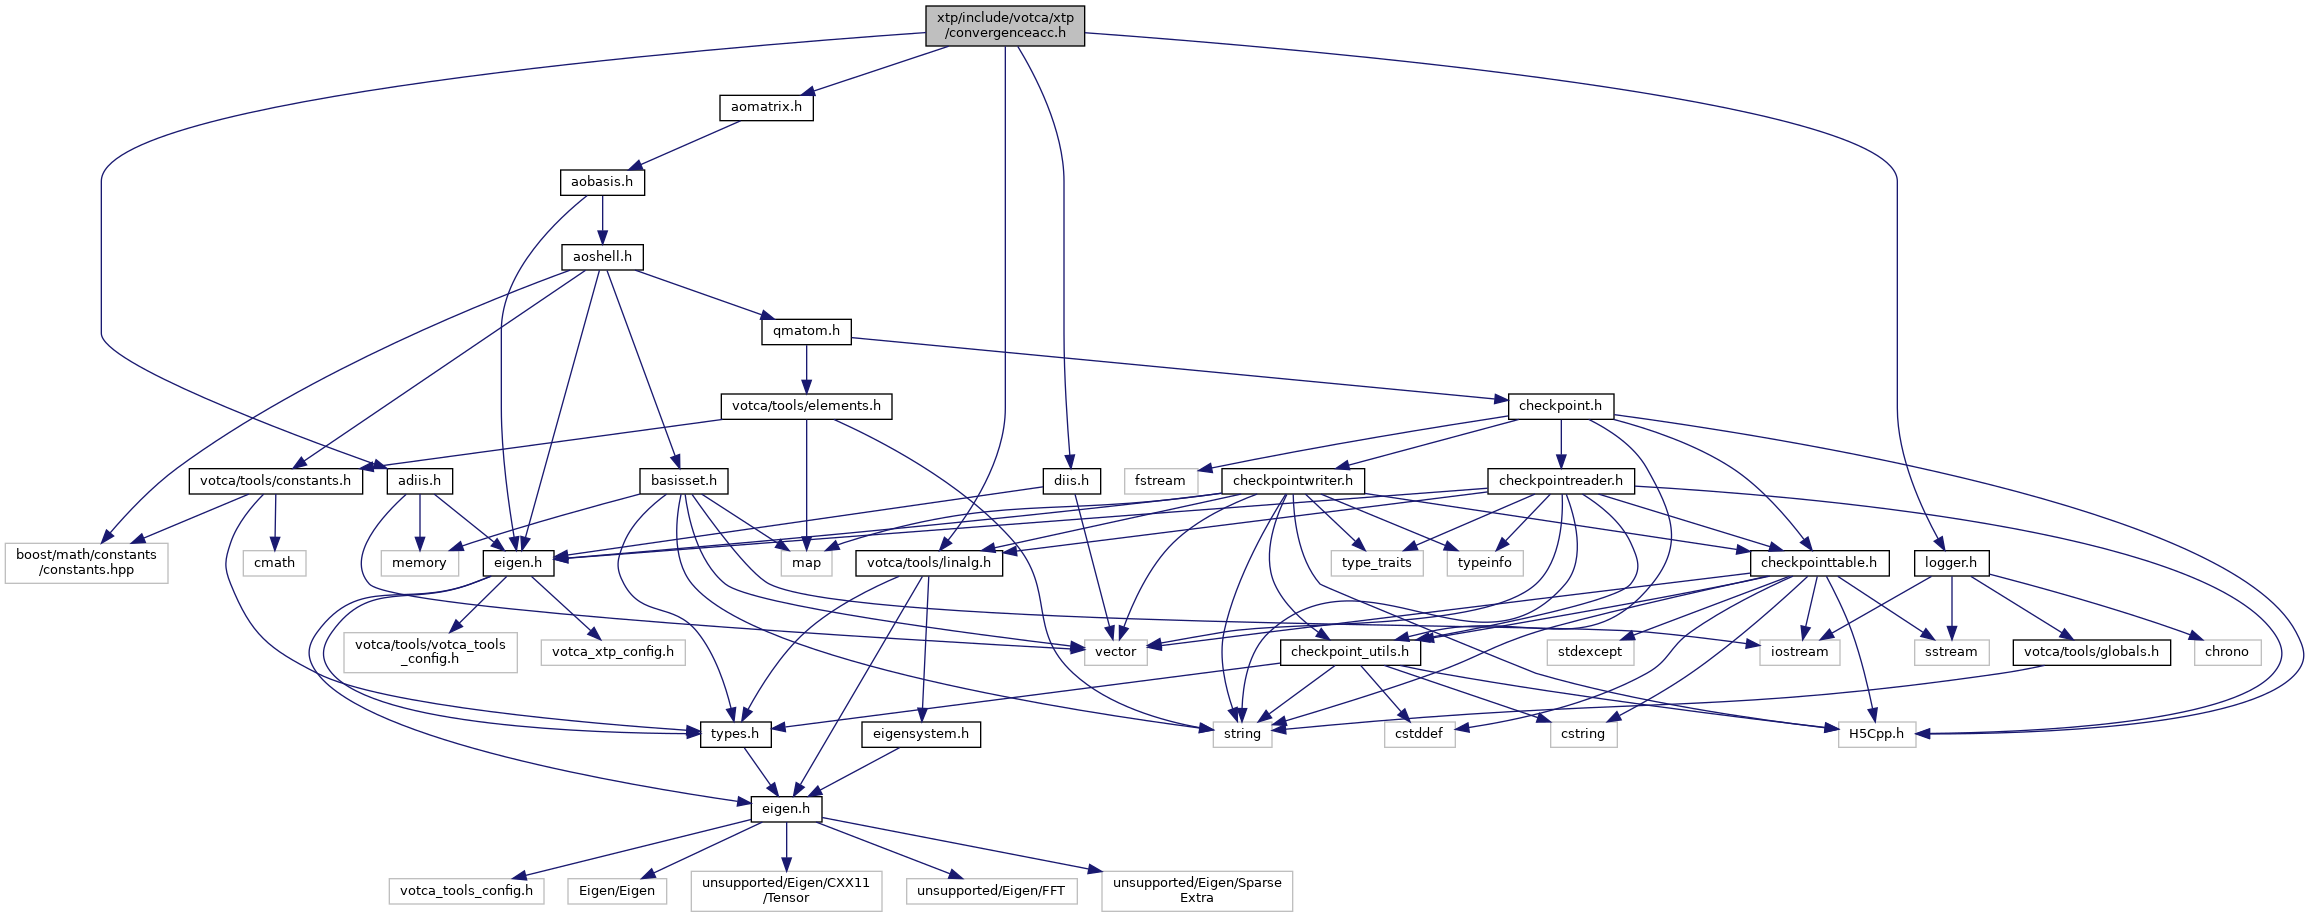 xtp/include/votca/xtp
/convergenceacc.h
aomatrix.h
aobasis.h
aoshell.h
qmatom.h
votca/tools/elements.h
checkpoint.h
votca/tools/constants.h
adiis.h
basisset.h
diis.h
fstream
checkpointwriter.h
checkpointreader.h
boost/math/constants
/constants.hpp
cmath
memory
eigen.h
map
votca/tools/linalg.h
type_traits
typeinfo
checkpointtable.h
logger.h
votca/tools/votca_tools
_config.h
votca_xtp_config.h
vector
checkpoint_utils.h
stdexcept
iostream
sstream
votca/tools/globals.h
chrono
types.h
eigensystem.h
string
cstddef
cstring
H5Cpp.h
eigen.h
votca_tools_config.h
Eigen/Eigen
unsupported/Eigen/CXX11
/Tensor
unsupported/Eigen/FFT
unsupported/Eigen/Sparse
Extra